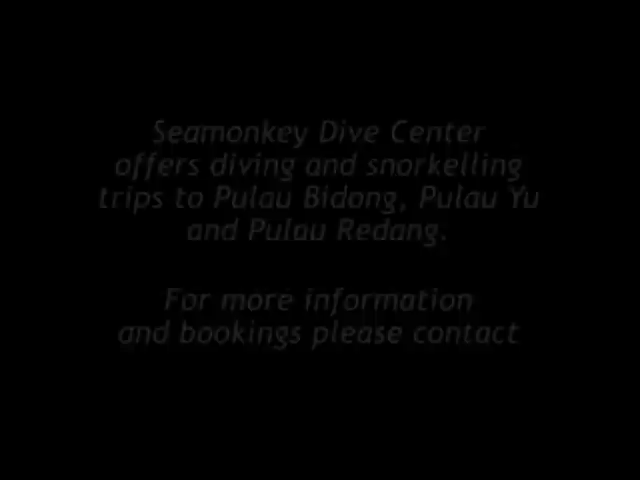 Seamonkey Dive Center
offers diving and snorkelling
trips to Pulau Bidong, Pulau Yu
and Pulau Redang.
For more information
and bookings please contact